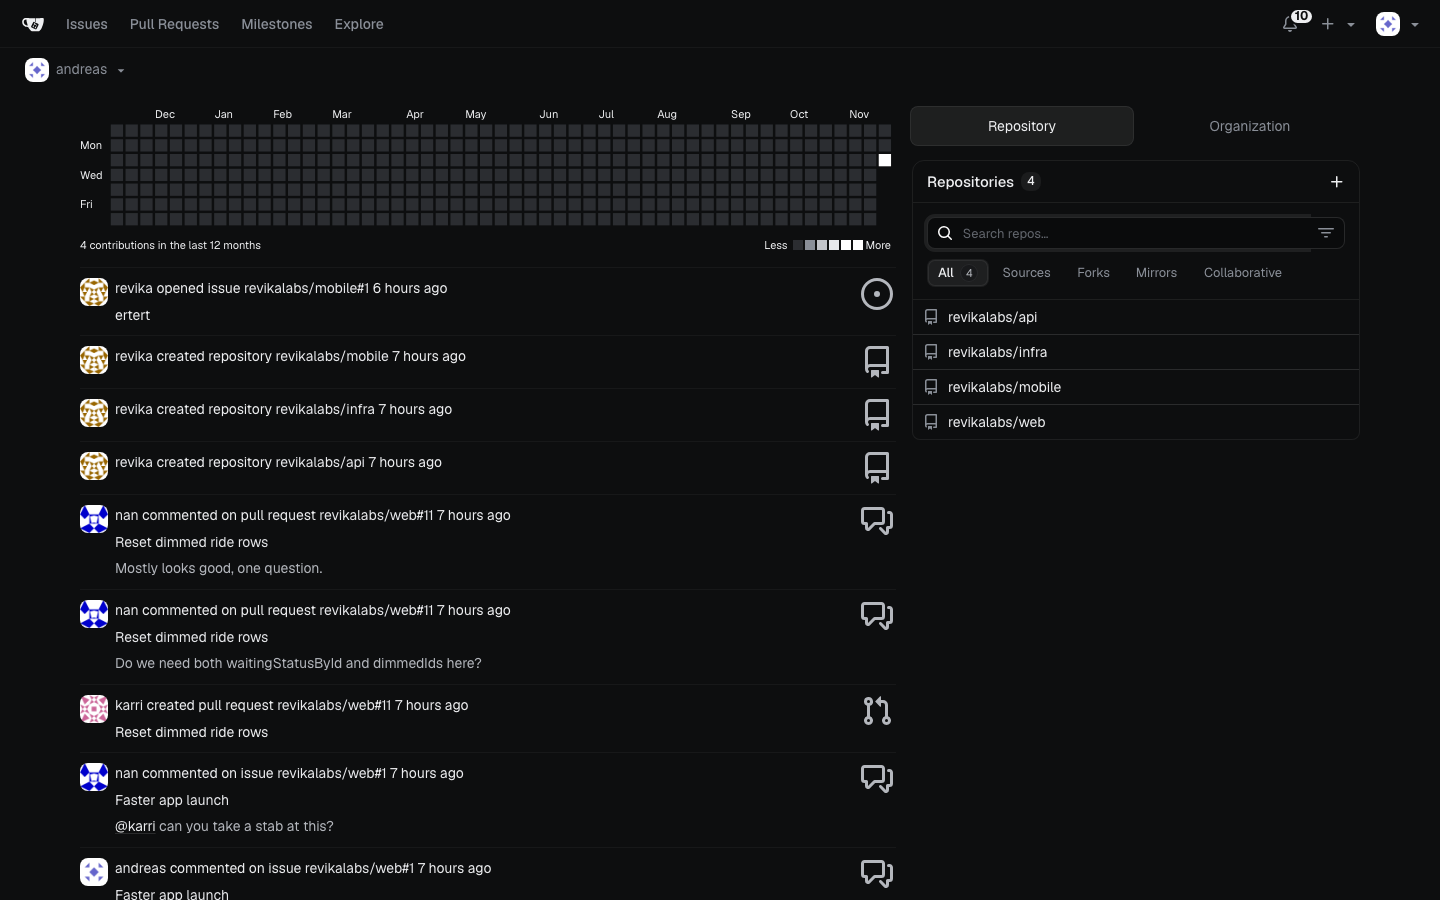 Issues Pull Requests Milestones Explore 10
andreas
Dec Jan Feb Mar Apr May Jun Jul Aug Sep Oct Nov
Mon
Wed
Fri
4 contributions in the last 12 months Less More
revika opened issue revikalabs/mobile#1 6 hours ago
ertert
revika created repository revikalabs/mobile 7 hours ago
revika created repository revikalabs/infra 7 hours ago
revika created repository revikalabs/api 7 hours ago
nan commented on pull request revikalabs/web#11 7 hours ago
Reset dimmed ride rows
Mostly looks good, one question.
nan commented on pull request revikalabs/web#11 7 hours ago
Reset dimmed ride rows
Do we need both waitingStatusById and dimmedIds here?
karri created pull request revikalabs/web#11 7 hours ago
Reset dimmed ride rows
nan commented on issue revikalabs/web#1 7 hours ago
Faster app launch
@karri can you take a stab at this?
andreas commented on issue revikalabs/web#1 7 hours ago
Faster app launch
Repository Organization
Repositories 4
Search repos...
All 4 Sources Forks Mirrors Collaborative
revikalabs/api
revikalabs/infra
revikalabs/mobile
revikalabs/web